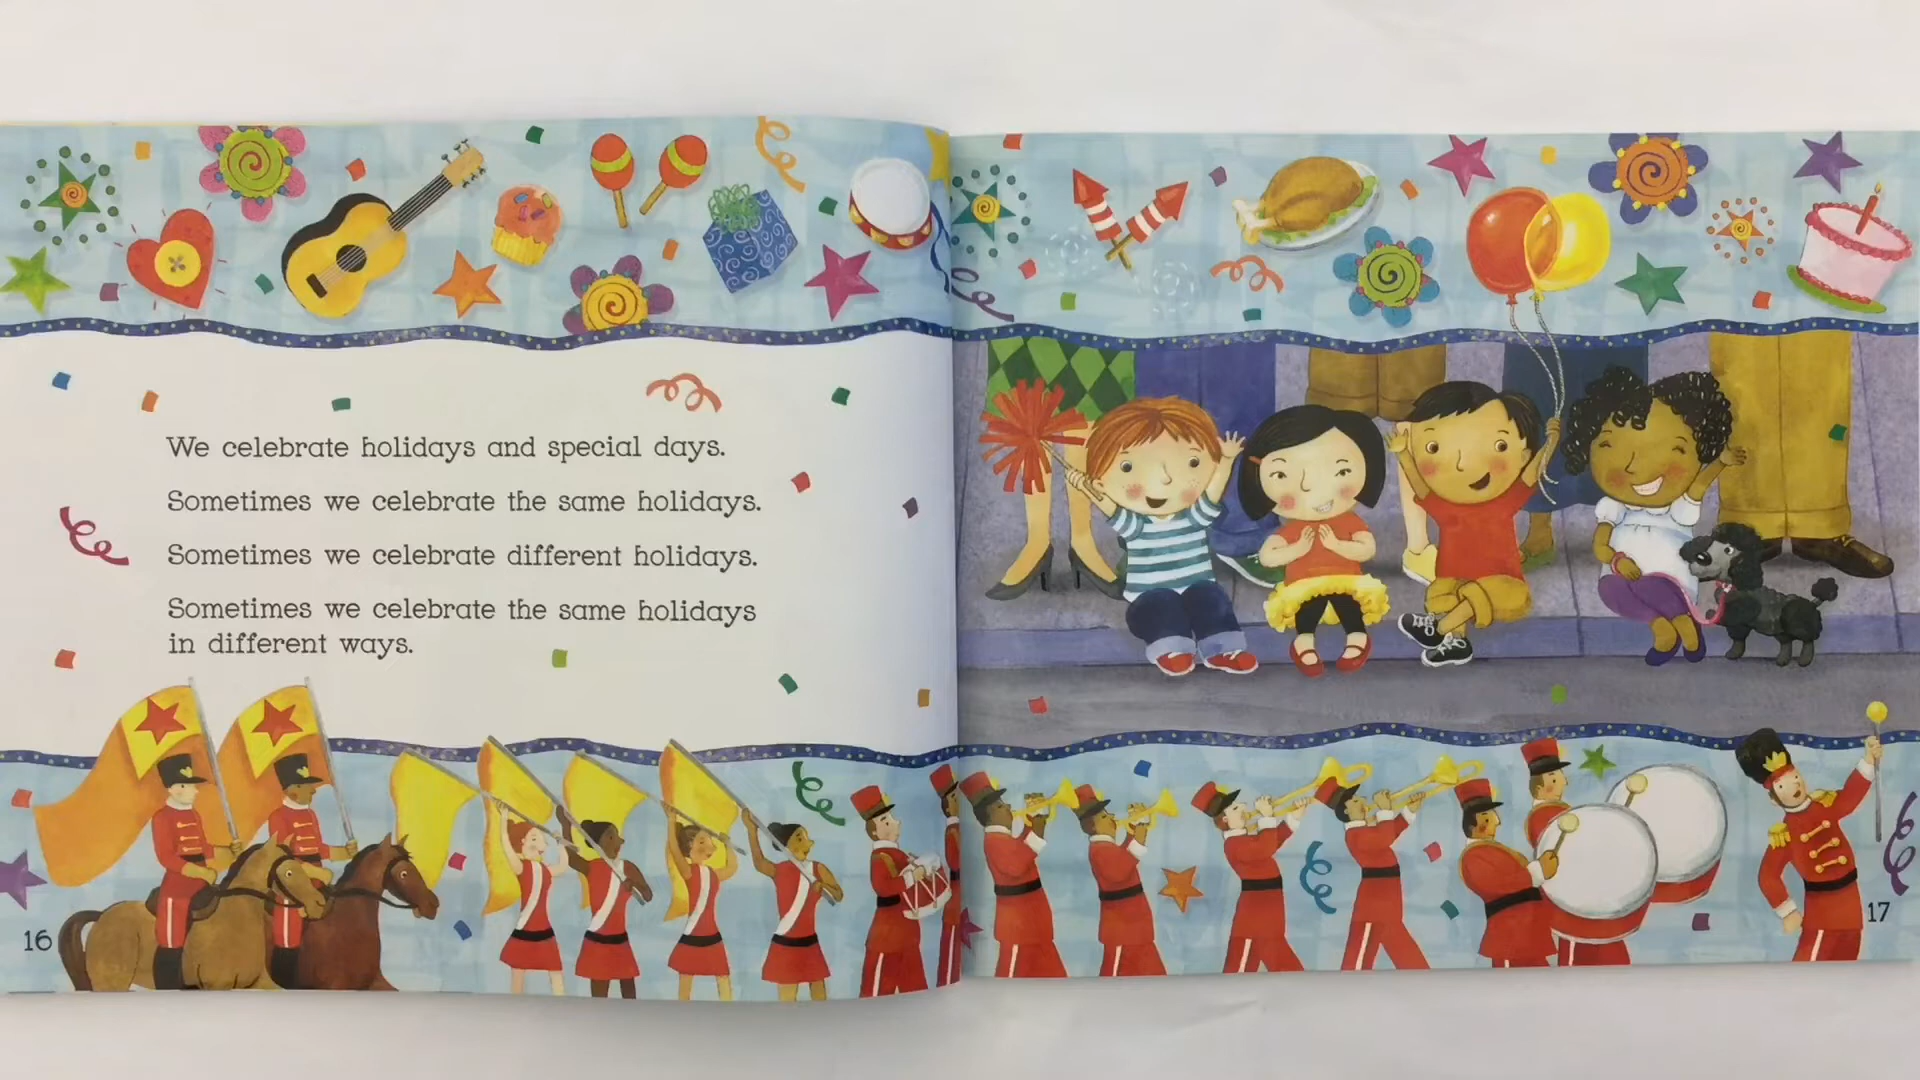 We celebrate holidays and special days.
Sometimes we celebrate the same holidays.
Sometimes we celebrate different holidays.
Sometimes we celebrate the same holidays
in different ways.
16
17